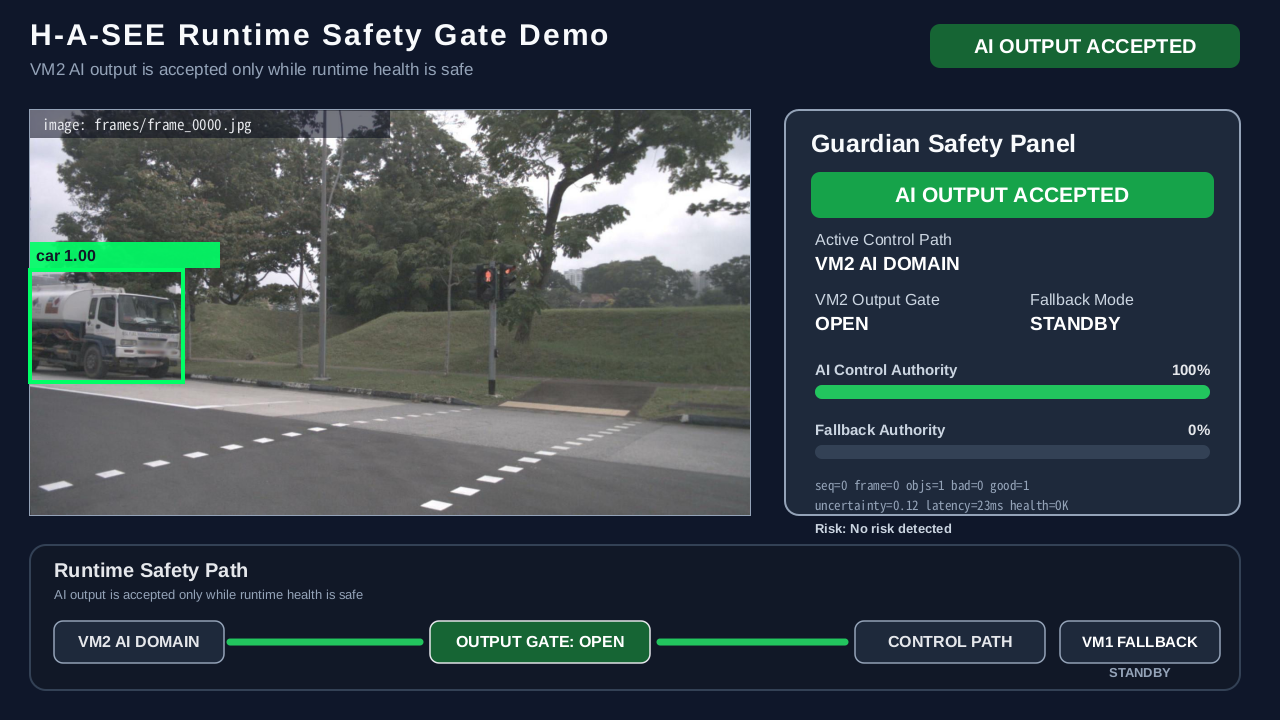 H-A-SEE Runtime Safety Gate Demo
VM2 AI output is accepted only while runtime health is safe
AI OUTPUT ACCEPTED
image: frames/frame_0000.jpg
car 1.00
Guardian Safety Panel
AI OUTPUT ACCEPTED
Active Control Path
VM2 AI DOMAIN
VM2 Output Gate
OPEN
Fallback Mode
STANDBY
AI Control Authority 100%
Fallback Authority 0%
seq=0 frame=0 objs=1 bad=0 good=1
uncertainty=0.12 latency=23ms health=OK
Risk: No risk detected
Runtime Safety Path
AI output is accepted only while runtime health is safe
VM2 AI DOMAIN
OUTPUT GATE: OPEN
CONTROL PATH
VM1 FALLBACK
STANDBY